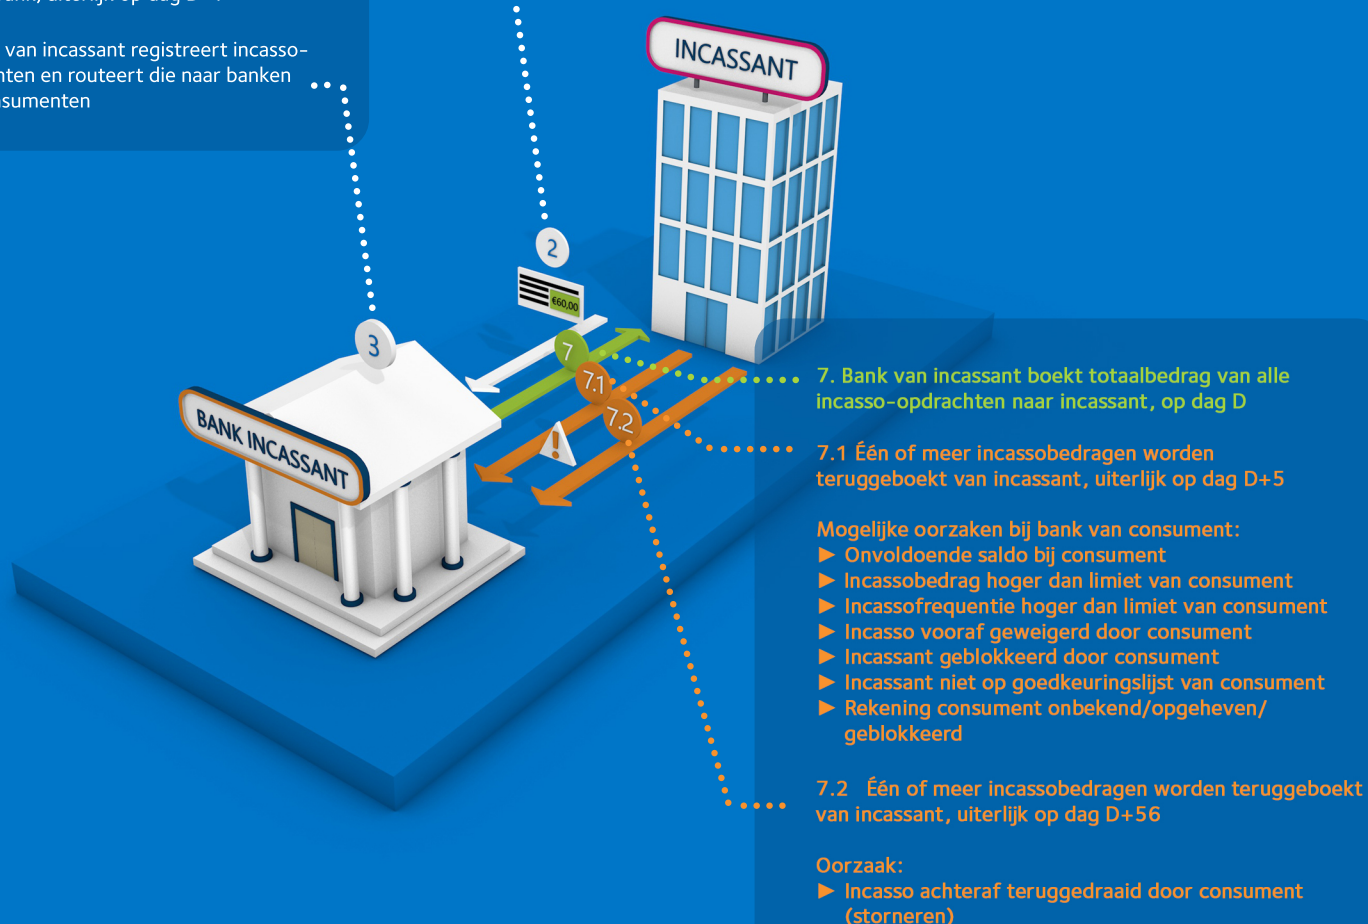 van incassant registreert incasso-
en routeert die naar banken
INCASSANT
2
€60,00
3
BANK INCASSANT
7
7.1
7.2
7. Bank van incassant boekt totaalbedrag van alle
incasso-opdrachten naar incassant, op dag D
7.1 Één of meer incassobedragen worden
teruggeboekt van incassant, uiterlijk op dag D+5
Mogelijke oorzaken bij bank van consument:
► Onvoldoende saldo bij consument
► Incassobedrag hoger dan limiet van consument
► Incassofrequentie hoger dan limiet van consument
► Incasso vooraf geweigerd door consument
► Incassant geblokkeerd door consument
► Incassant niet op goedkeuringslijst van consument
► Rekening consument onbekend/opgeheven/
geblokkeerd
7.2 Één of meer incassobedragen worden teruggeboekt
van incassant, uiterlijk op dag D+56
Oorzaak:
► Incasso achteraf teruggedraaid door consument
(storneren)